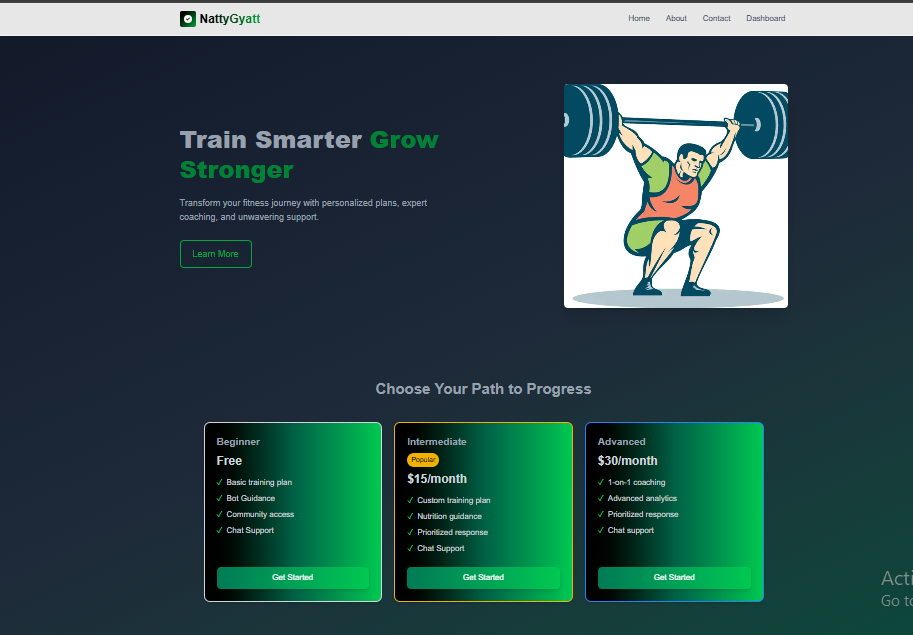 NattyGyatt
Home About Contact Dashboard
Train Smarter Grow
Stronger
Transform your fitness journey with personalized plans, expert
coaching, and unwavering support.
Learn More
Choose Your Path to Progress
Beginner
Free
✓ Basic training plan
✓ Bot Guidance
✓ Community access
✓ Chat Support
Get Started
Intermediate
Popular
$15/month
✓ Custom training plan
✓ Nutrition guidance
✓ Prioritized response
✓ Chat Support
Get Started
Advanced
$30/month
✓ 1-on-1 coaching
✓ Advanced analytics
✓ Prioritized response
✓ Chat support
Get Started
Acti
Go to